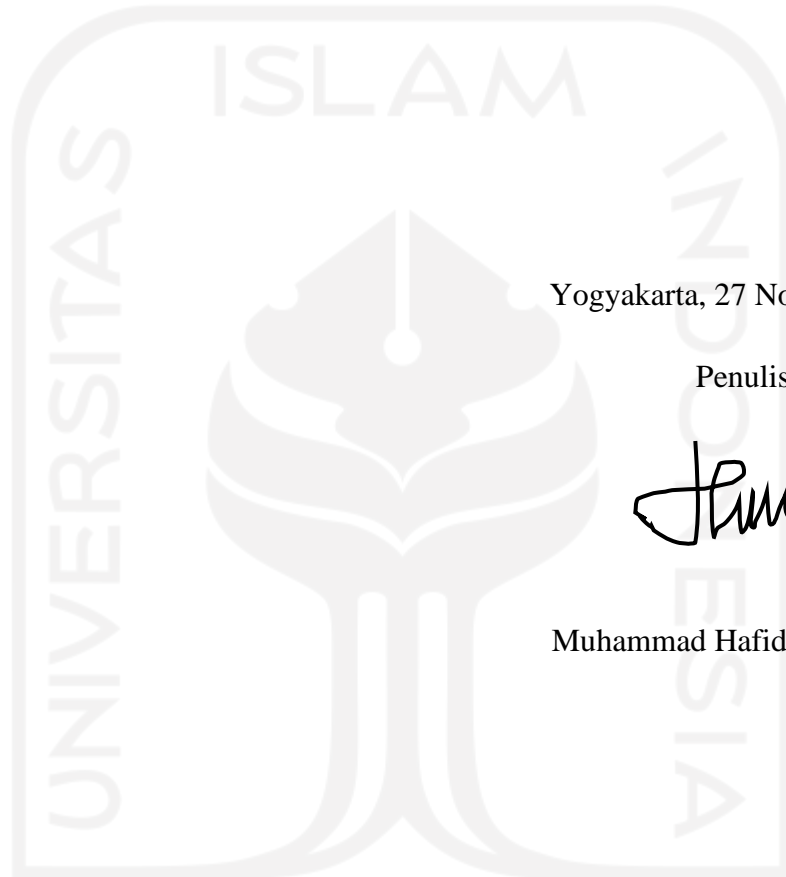 ISLAM
UNIVERSITAS
INDONESIA
Yogyakarta, 27 No
Penulis
Muhammad Hafid